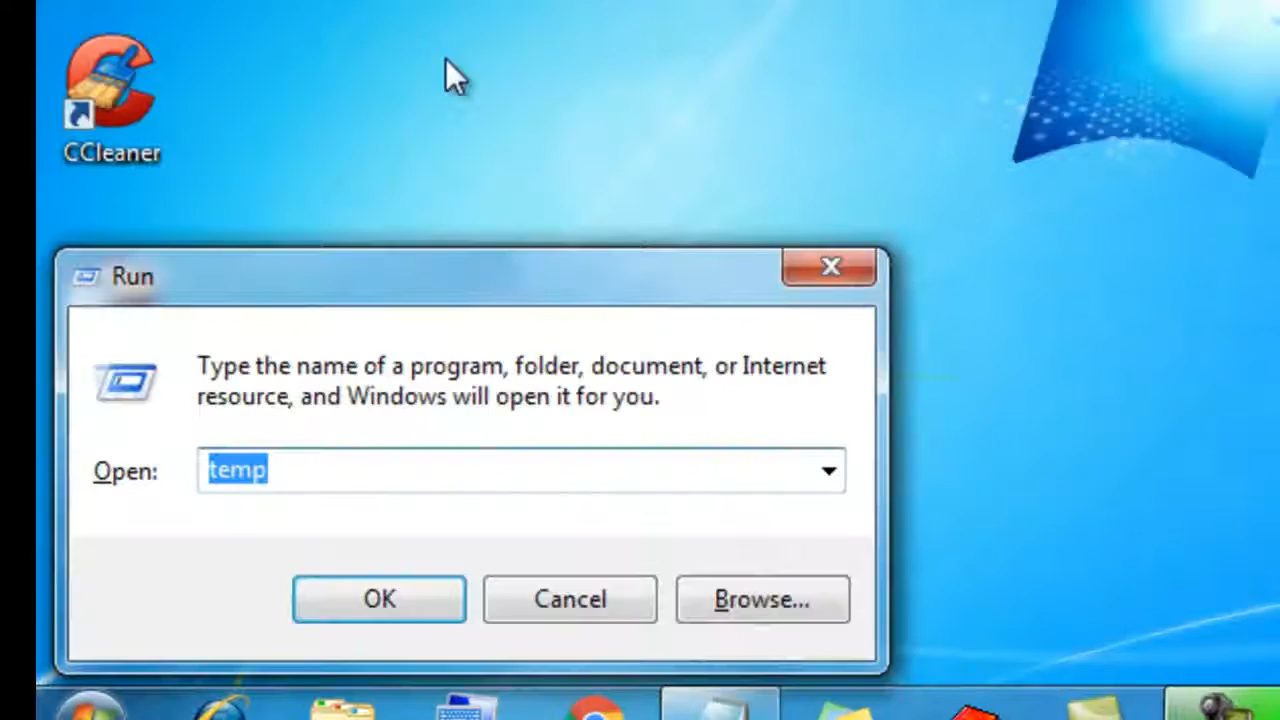 CCleaner
Run
Type the name of a program, folder, document, or Internet
resource, and Windows will open it for you.
Open: temp
OK Cancel Browse...